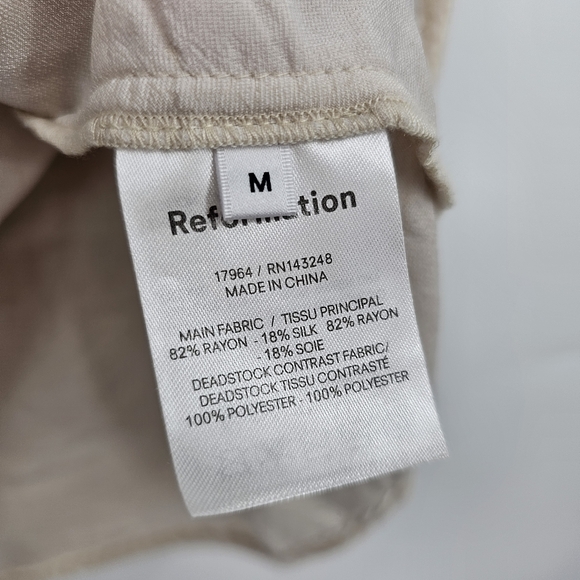 M
Reformation
17964 / RN143248
MADE IN CHINA
MAIN FABRIC / TISSU PRINCIPAL
82% RAYON - 18% SILK 82% RAYON
- 18% SOIE
DEADSTOCK CONTRAST FABRIC/
DEADSTOCK TISSU CONTRASTÉ
100% POLYESTER - 100% POLYESTER